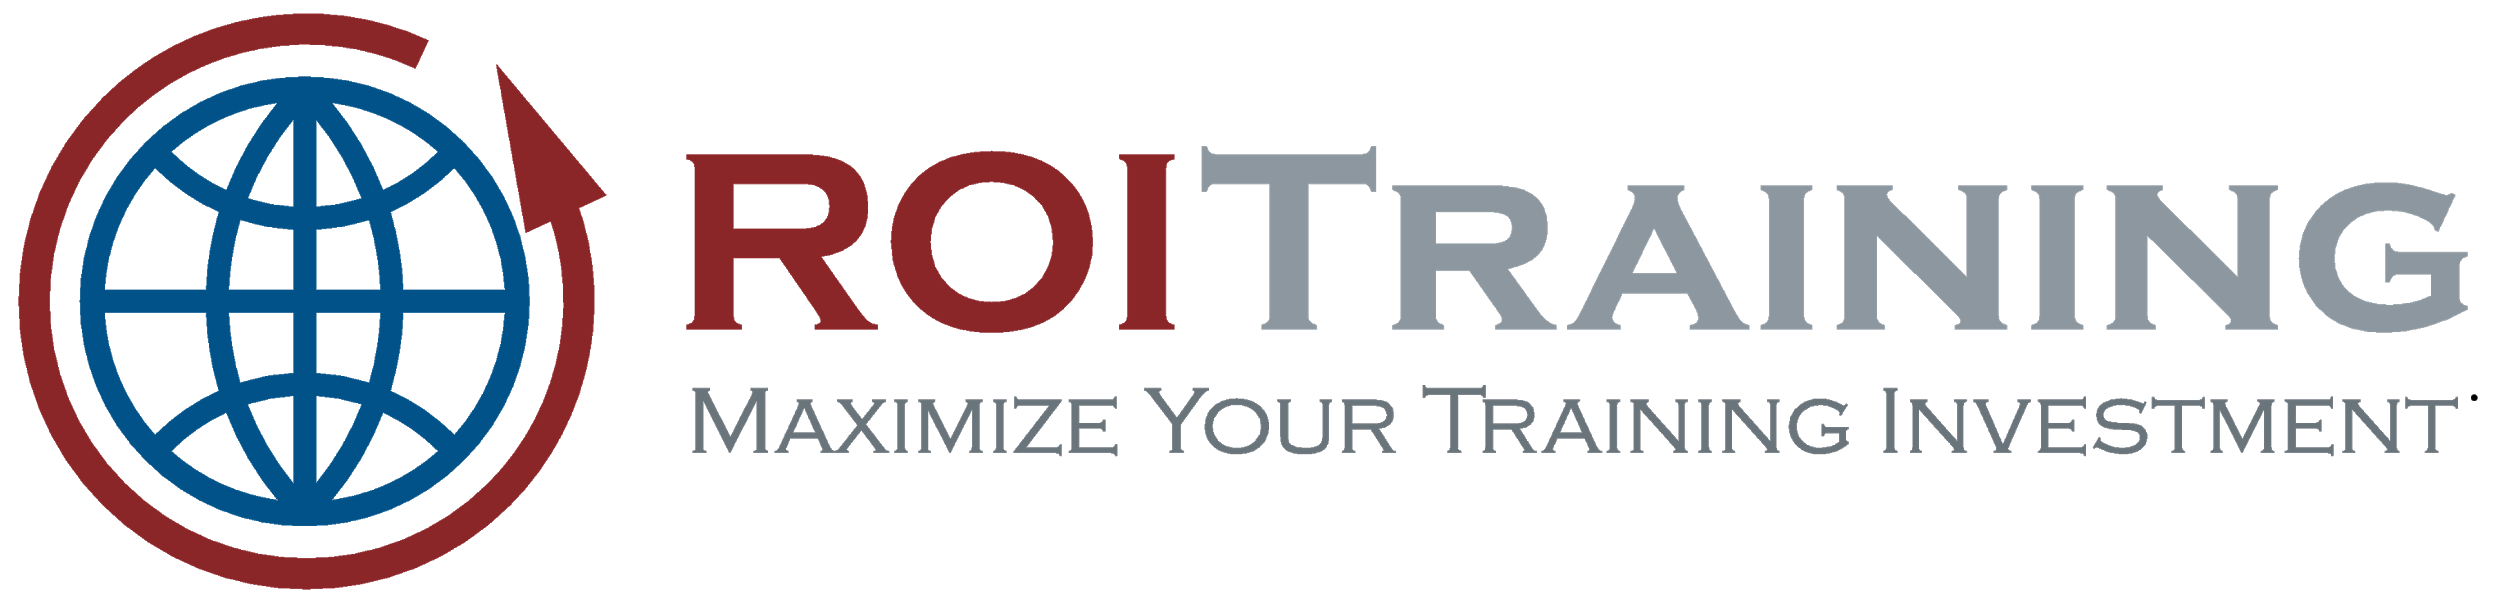 ROITRAINING
MAXIMIZE YOUR TRAINING INVESTMENT